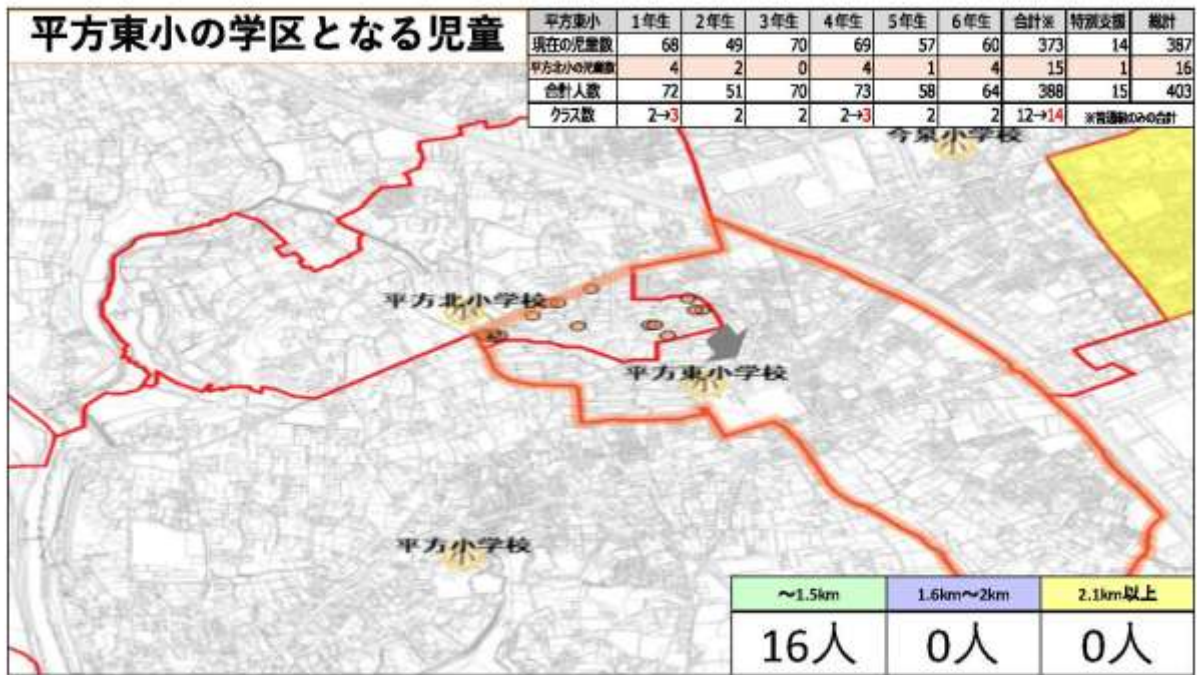 平方東小の学区となる児童
平方東小 1年生 2年生 3年生 4年生 5年生 6年生 合計※ 特別支援 総計
現在の児童数 68 49 70 69 57 60 373 14 387
平方北小の児童数 4 2 0 4 1 4 15 1 16
合計人数 72 51 70 73 58 64 388 15 403
クラス数 2→3 2 2 2→3 2 2 12→14 ※普通級のみの合計
今泉小学校
平方北小学校
平方東小学校
平方小学校
～1.5km 1.6km～2km 2.1km以上
16人 0人 0人